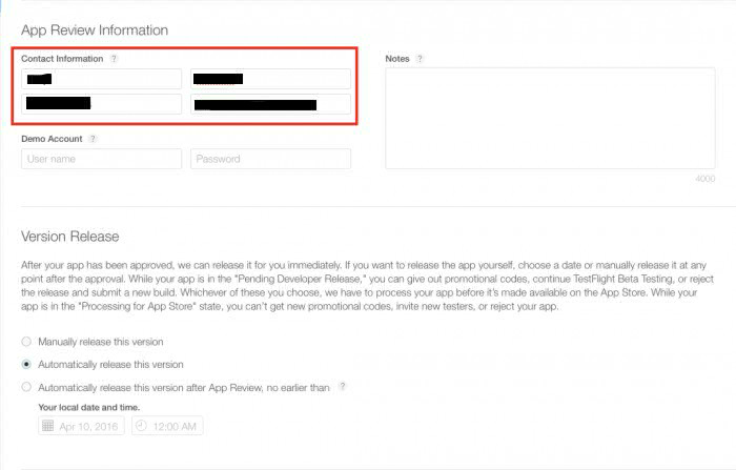 App Review Information
Contact Information ?
Notes ?
Demo Account ?
User name
Password
4000
Version Release
After your app has been approved, we can release it for you immediately. If you want to release the app yourself, choose a date or manually release it at any
point after the approval. While your app is in the "Pending Developer Release," you can give out promotional codes, continue TestFlight Beta Testing, or reject
the release and submit a new build. Whichever of these you choose, we have to process your app before it's made available on the App Store. While your
app is in the "Processing for App Store" state, you can't get new promotional codes, invite new testers, or reject your app.
Manually release this version
Automatically release this version
Automatically release this version after App Review, no earlier than ?
Your local date and time.
Apr 10, 2016
12:00 AM